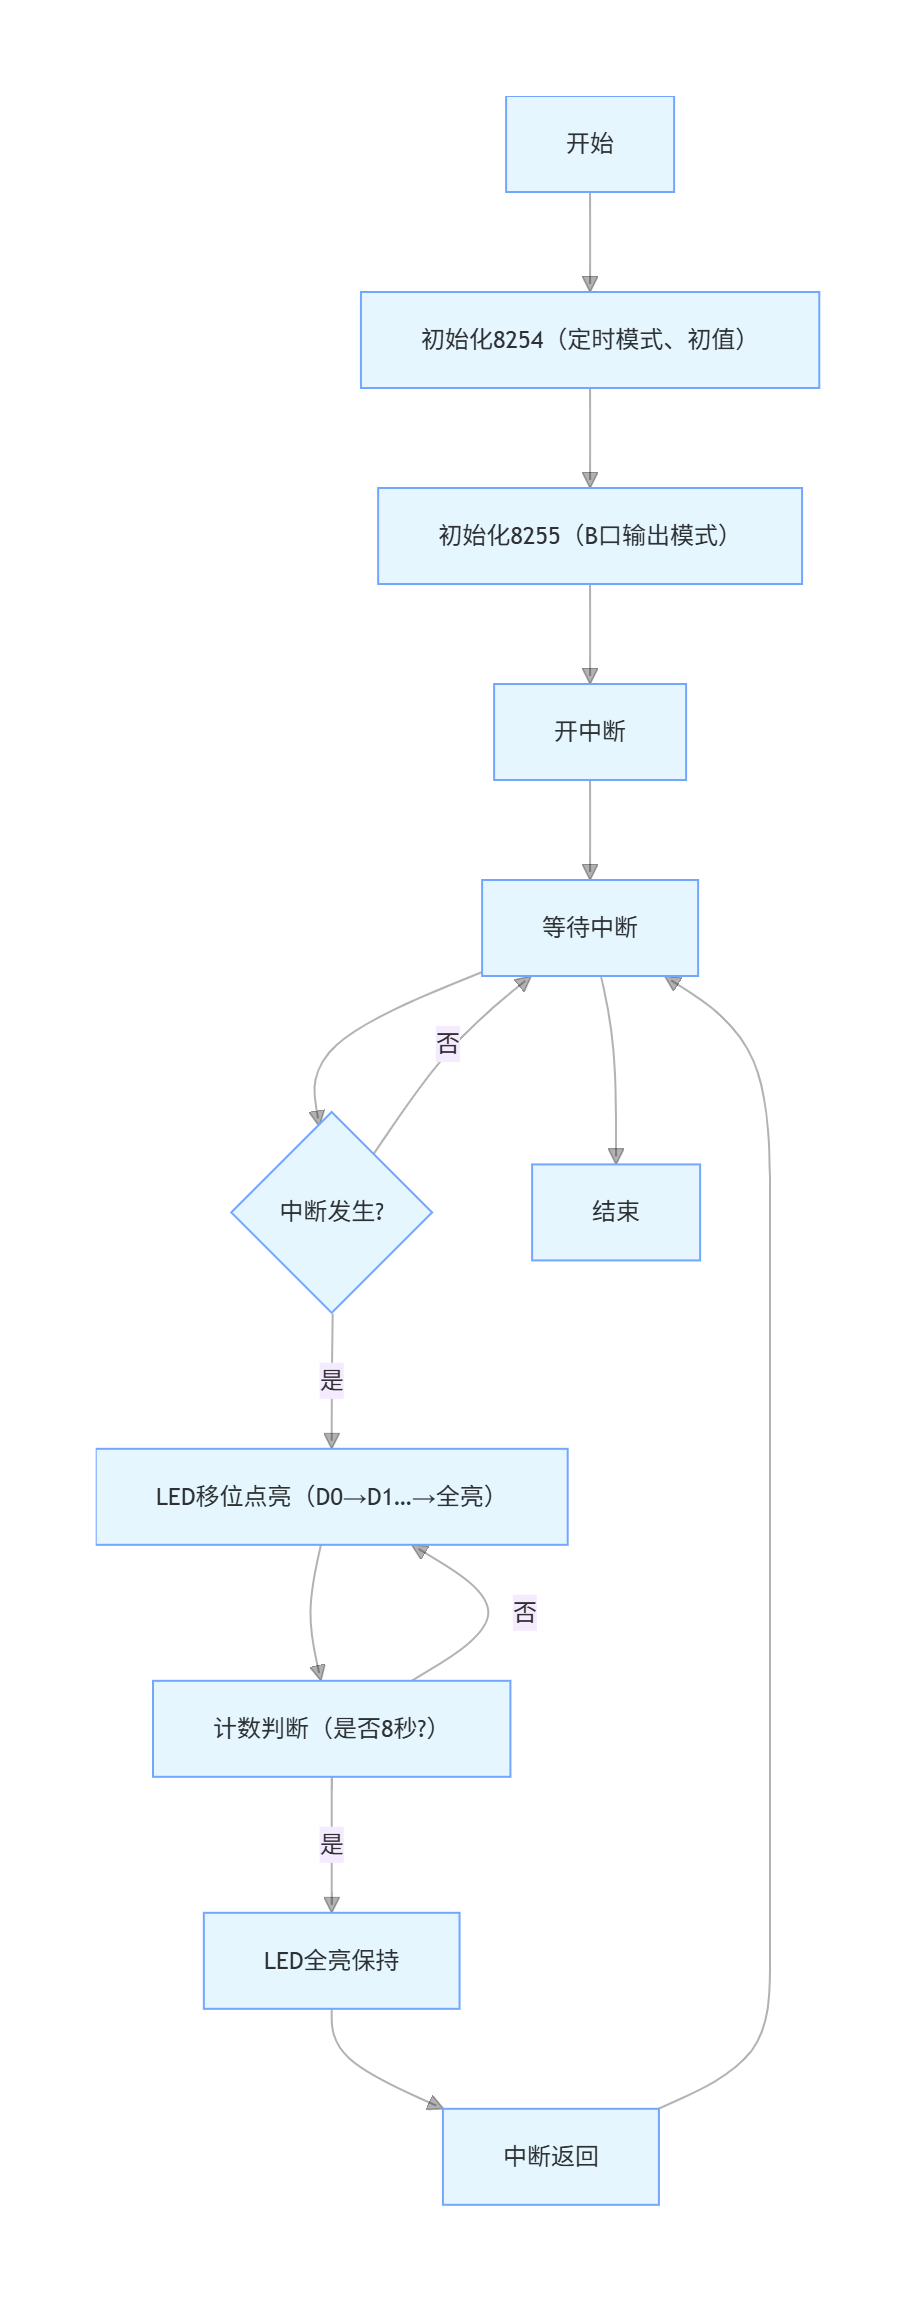 开始
初始化8254（定时模式、初值）
初始化8255（B口输出模式）
开中断
等待中断
否
中断发生?
结束
是
LED移位点亮（D0→D1...→全亮）
否
计数判断（是否8秒?）
是
LED全亮保持
中断返回